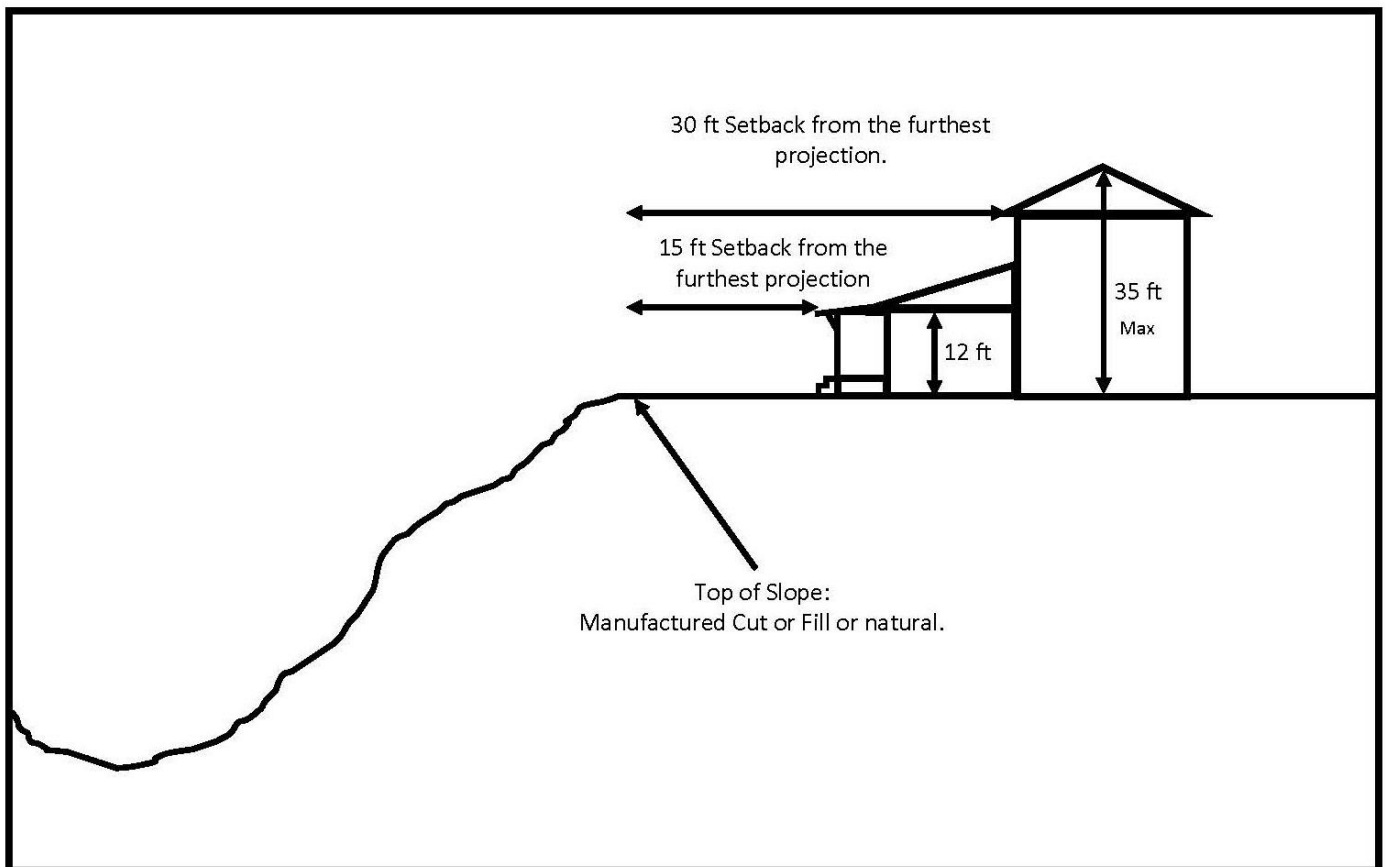 30 ft Setback from the furthest
projection.
15 ft Setback from the
furthest projection
35 ft
Max
12 ft
Top of Slope:
Manufactured Cut or Fill or natural.